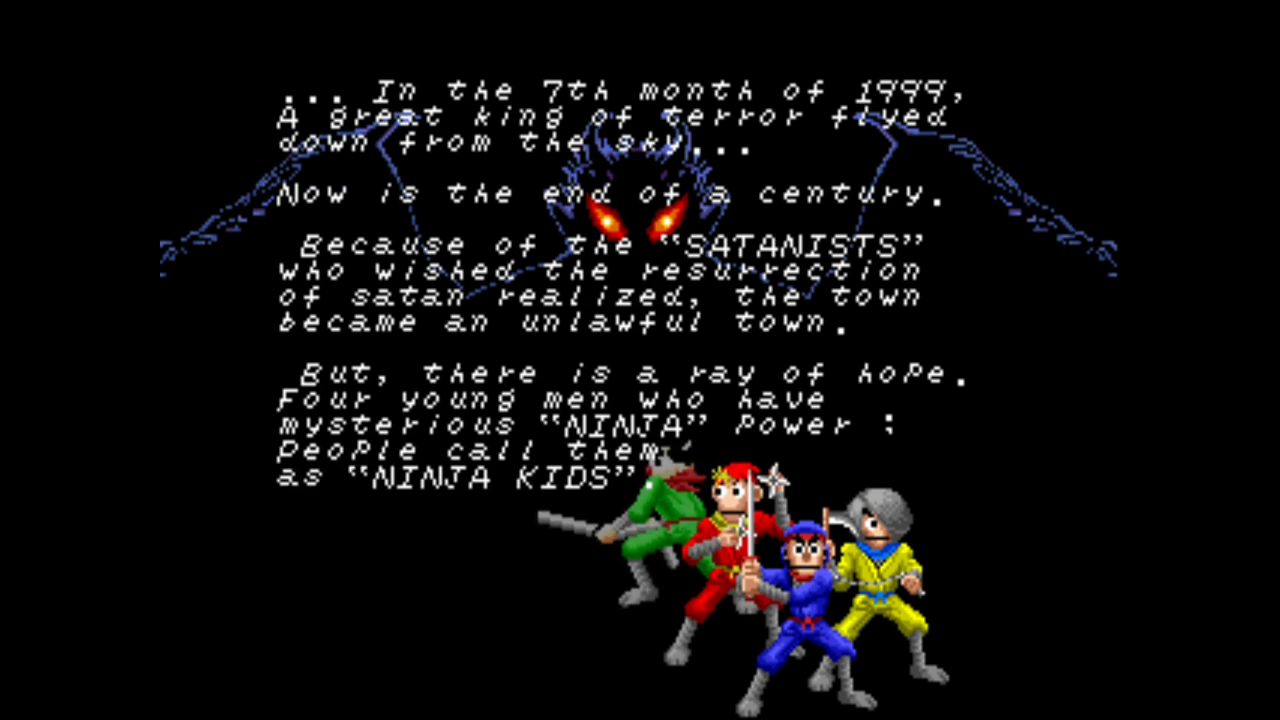 ... In the 7th month of 1999,
A great king of terror flyed
down from the sky...
Now is the end of a century.
Because of the "SATANISTS"
who wished the resurrection
of satan realized, the town
became an unlawful town.
But, there is a ray of hope.
Four young men who have
mysterious "NINJA" power :
people call them
as "NINJA KIDS"